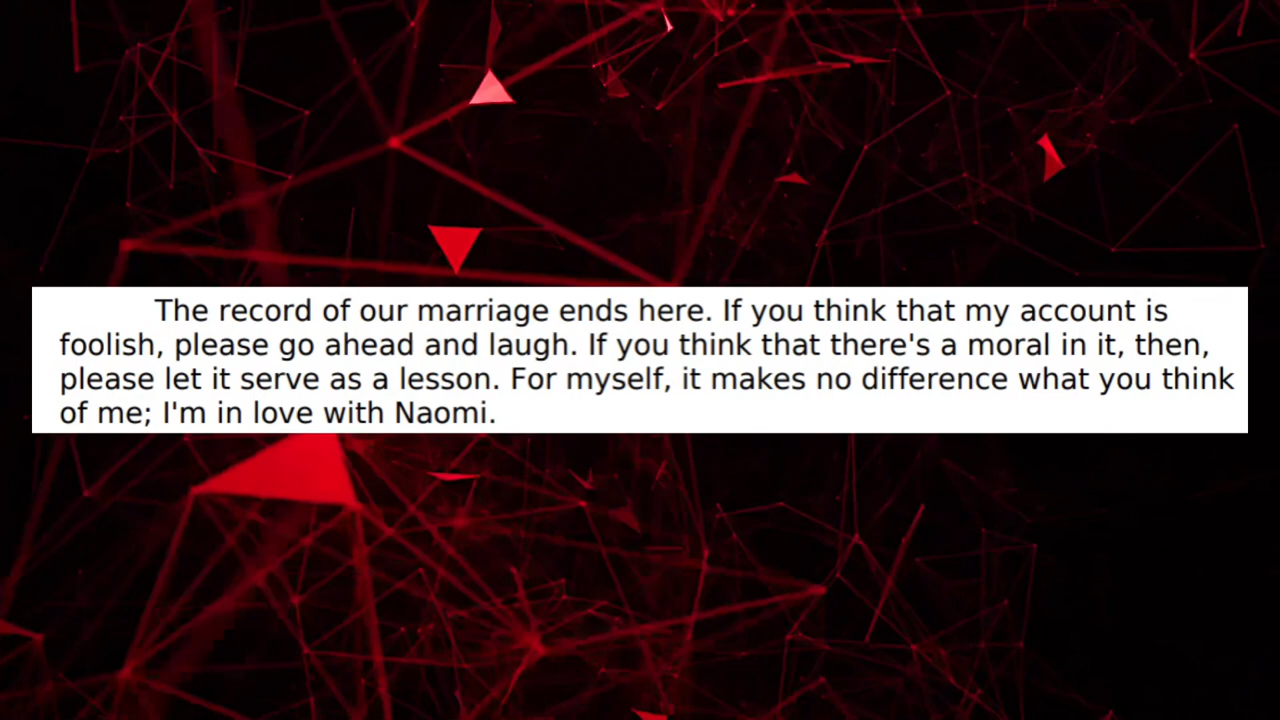 The record of our marriage ends here. If you think that my account is
foolish, please go ahead and laugh. If you think that there's a moral in it, then,
please let it serve as a lesson. For myself, it makes no difference what you think
of me; I'm in love with Naomi.